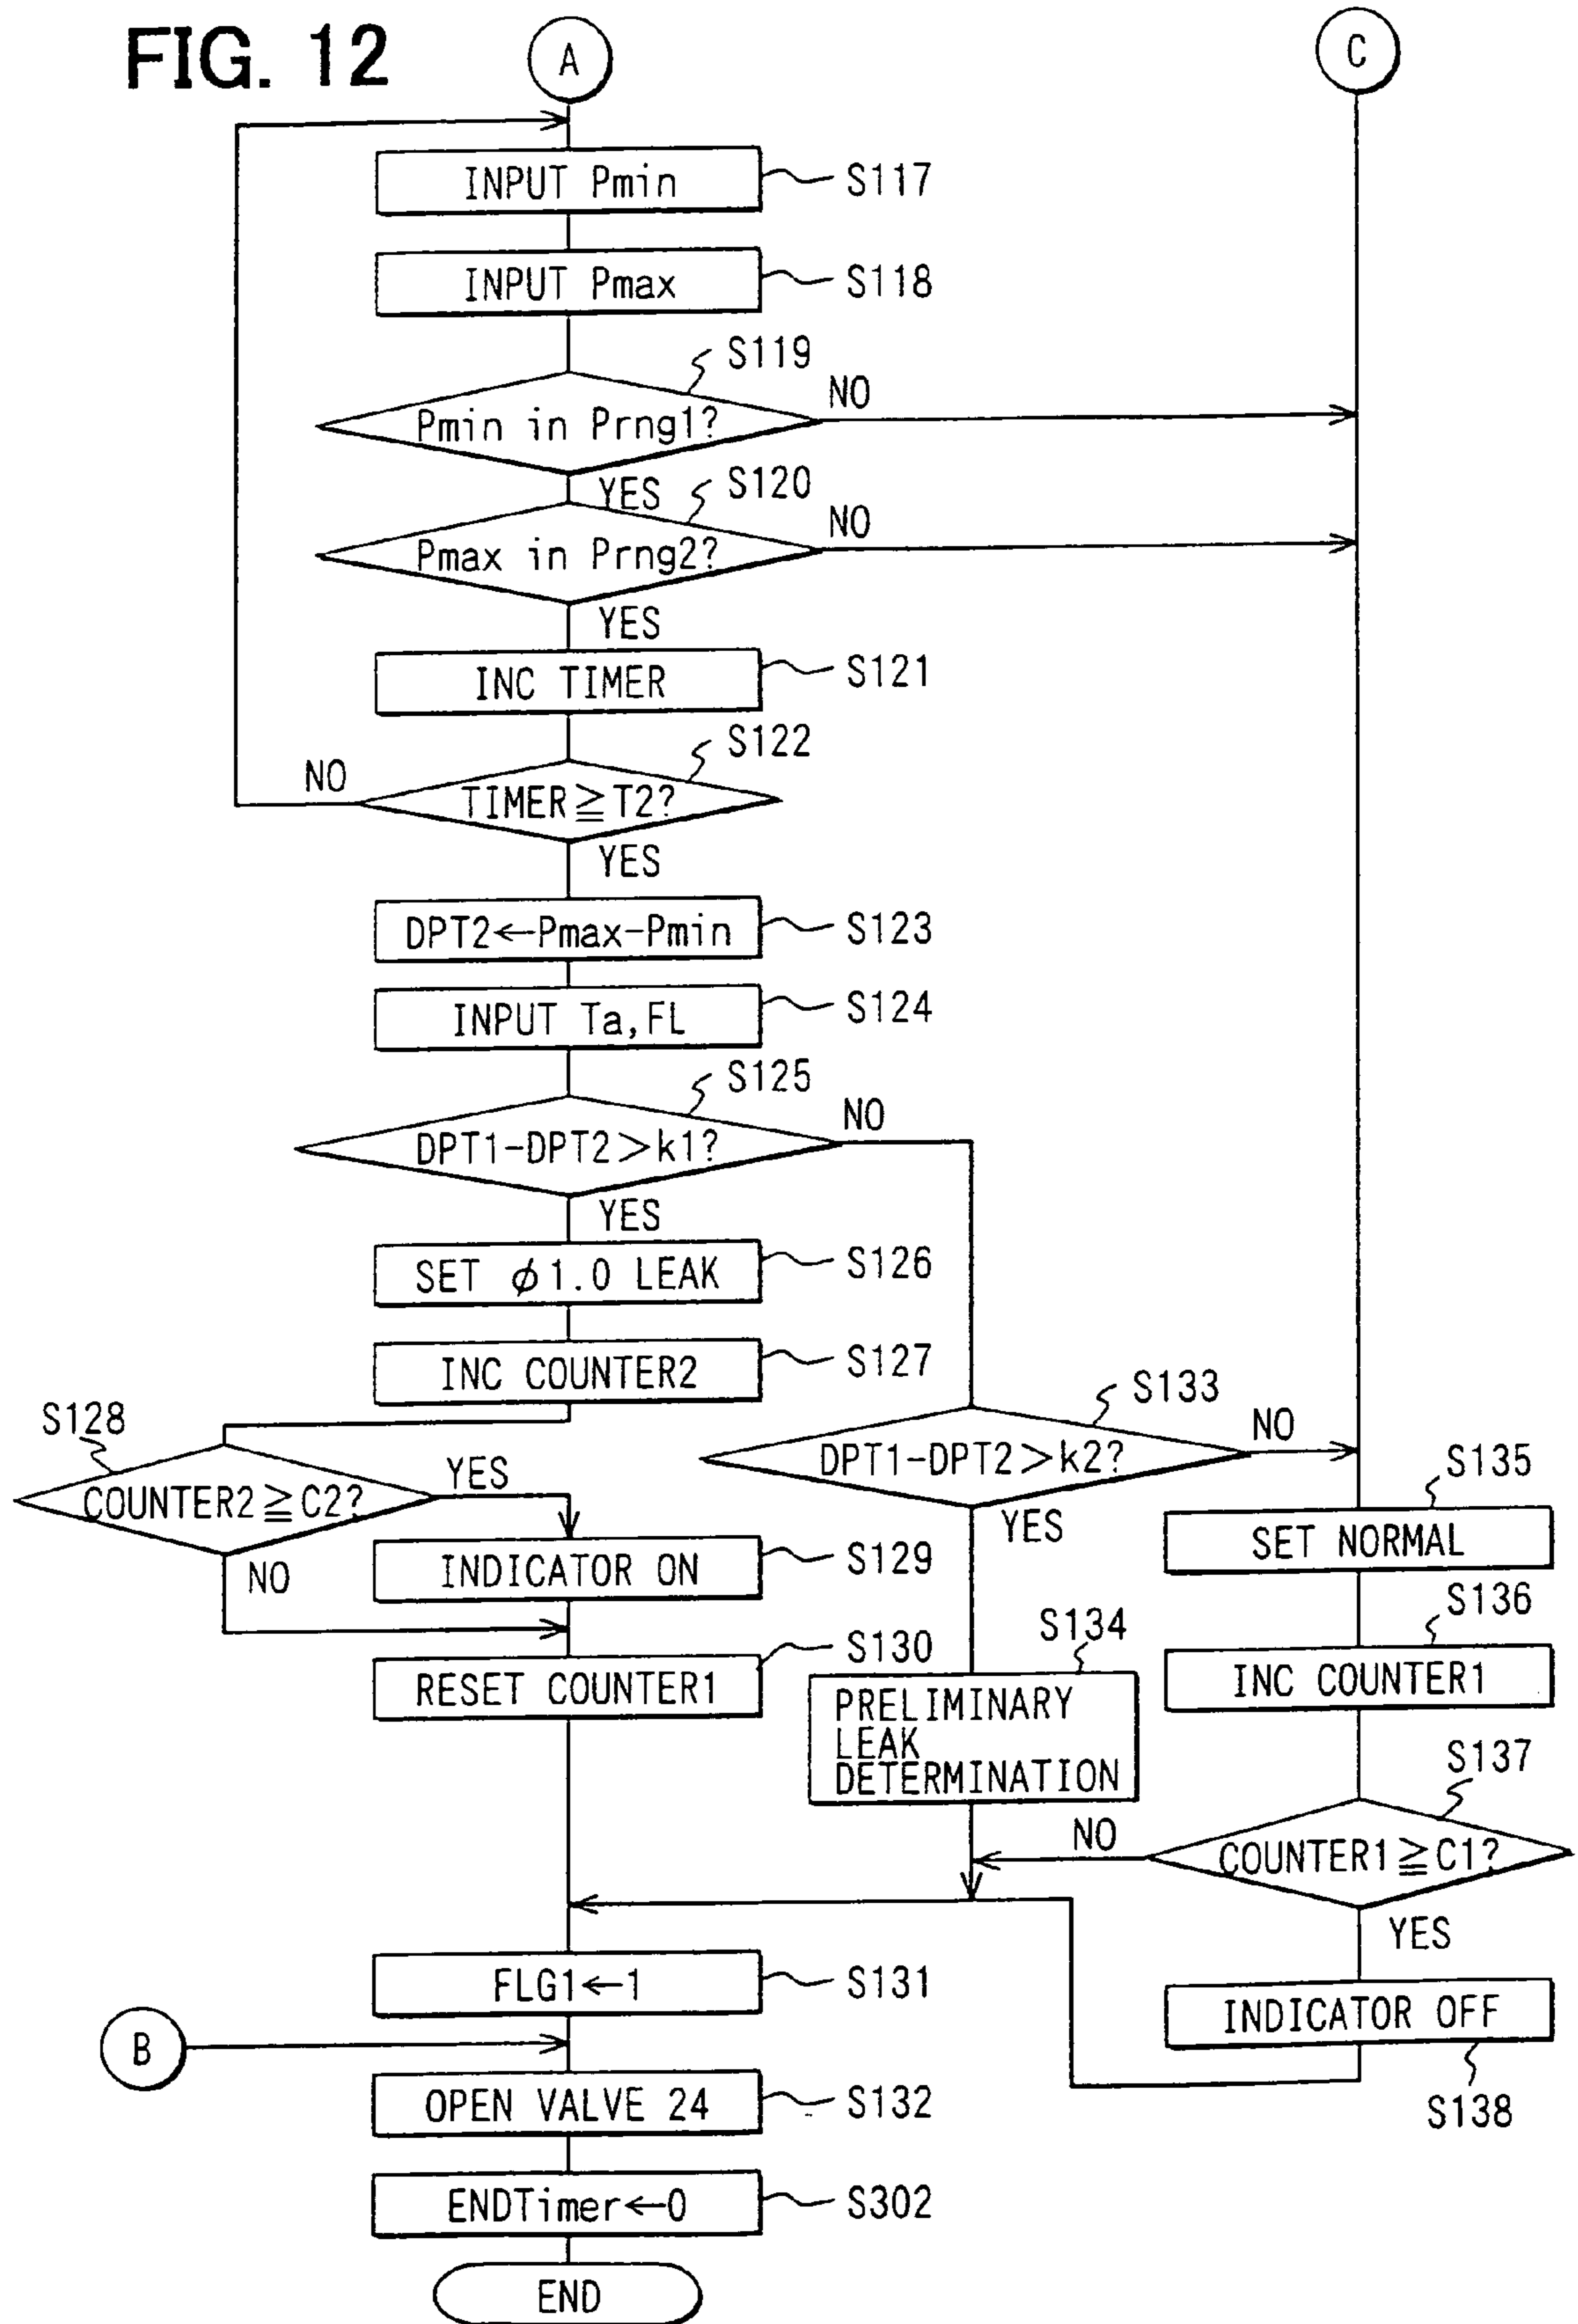 FIG. 12
A
C
INPUT Pmin
S117
INPUT Pmax
S118
S119
Pmin in Prng1?
NO
YES
S120
Pmax in Prng2?
NO
YES
INC TIMER
S121
S122
NO
TIMER≧T2?
YES
DPT2←Pmax-Pmin
S123
INPUT Ta,FL
S124
S125
DPT1-DPT2>k1?
NO
YES
SET φ1.0 LEAK
S126
INC COUNTER2
S127
S128
COUNTER2≧C2?
YES
NO
INDICATOR ON
S129
RESET COUNTER1
S130
S133
DPT1-DPT2>k2?
NO
YES
S134
PRELIMINARY
LEAK
DETERMINATION
S135
SET NORMAL
S136
INC COUNTER1
S137
NO
COUNTER1≧C1?
YES
INDICATOR OFF
S138
FLG1←1
S131
B
OPEN VALVE 24
S132
ENDTimer←0
S302
END